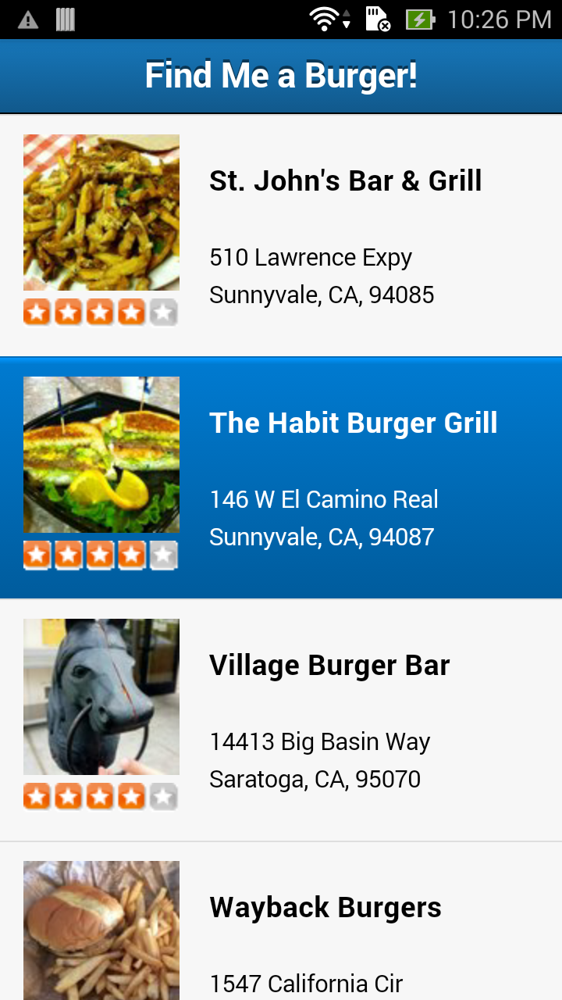 10:26 PM
Find Me a Burger!
St. John's Bar & Grill
510 Lawrence Expy
Sunnyvale, CA, 94085
The Habit Burger Grill
146 W El Camino Real
Sunnyvale, CA, 94087
Village Burger Bar
14413 Big Basin Way
Saratoga, CA, 95070
Wayback Burgers
1547 California Cir